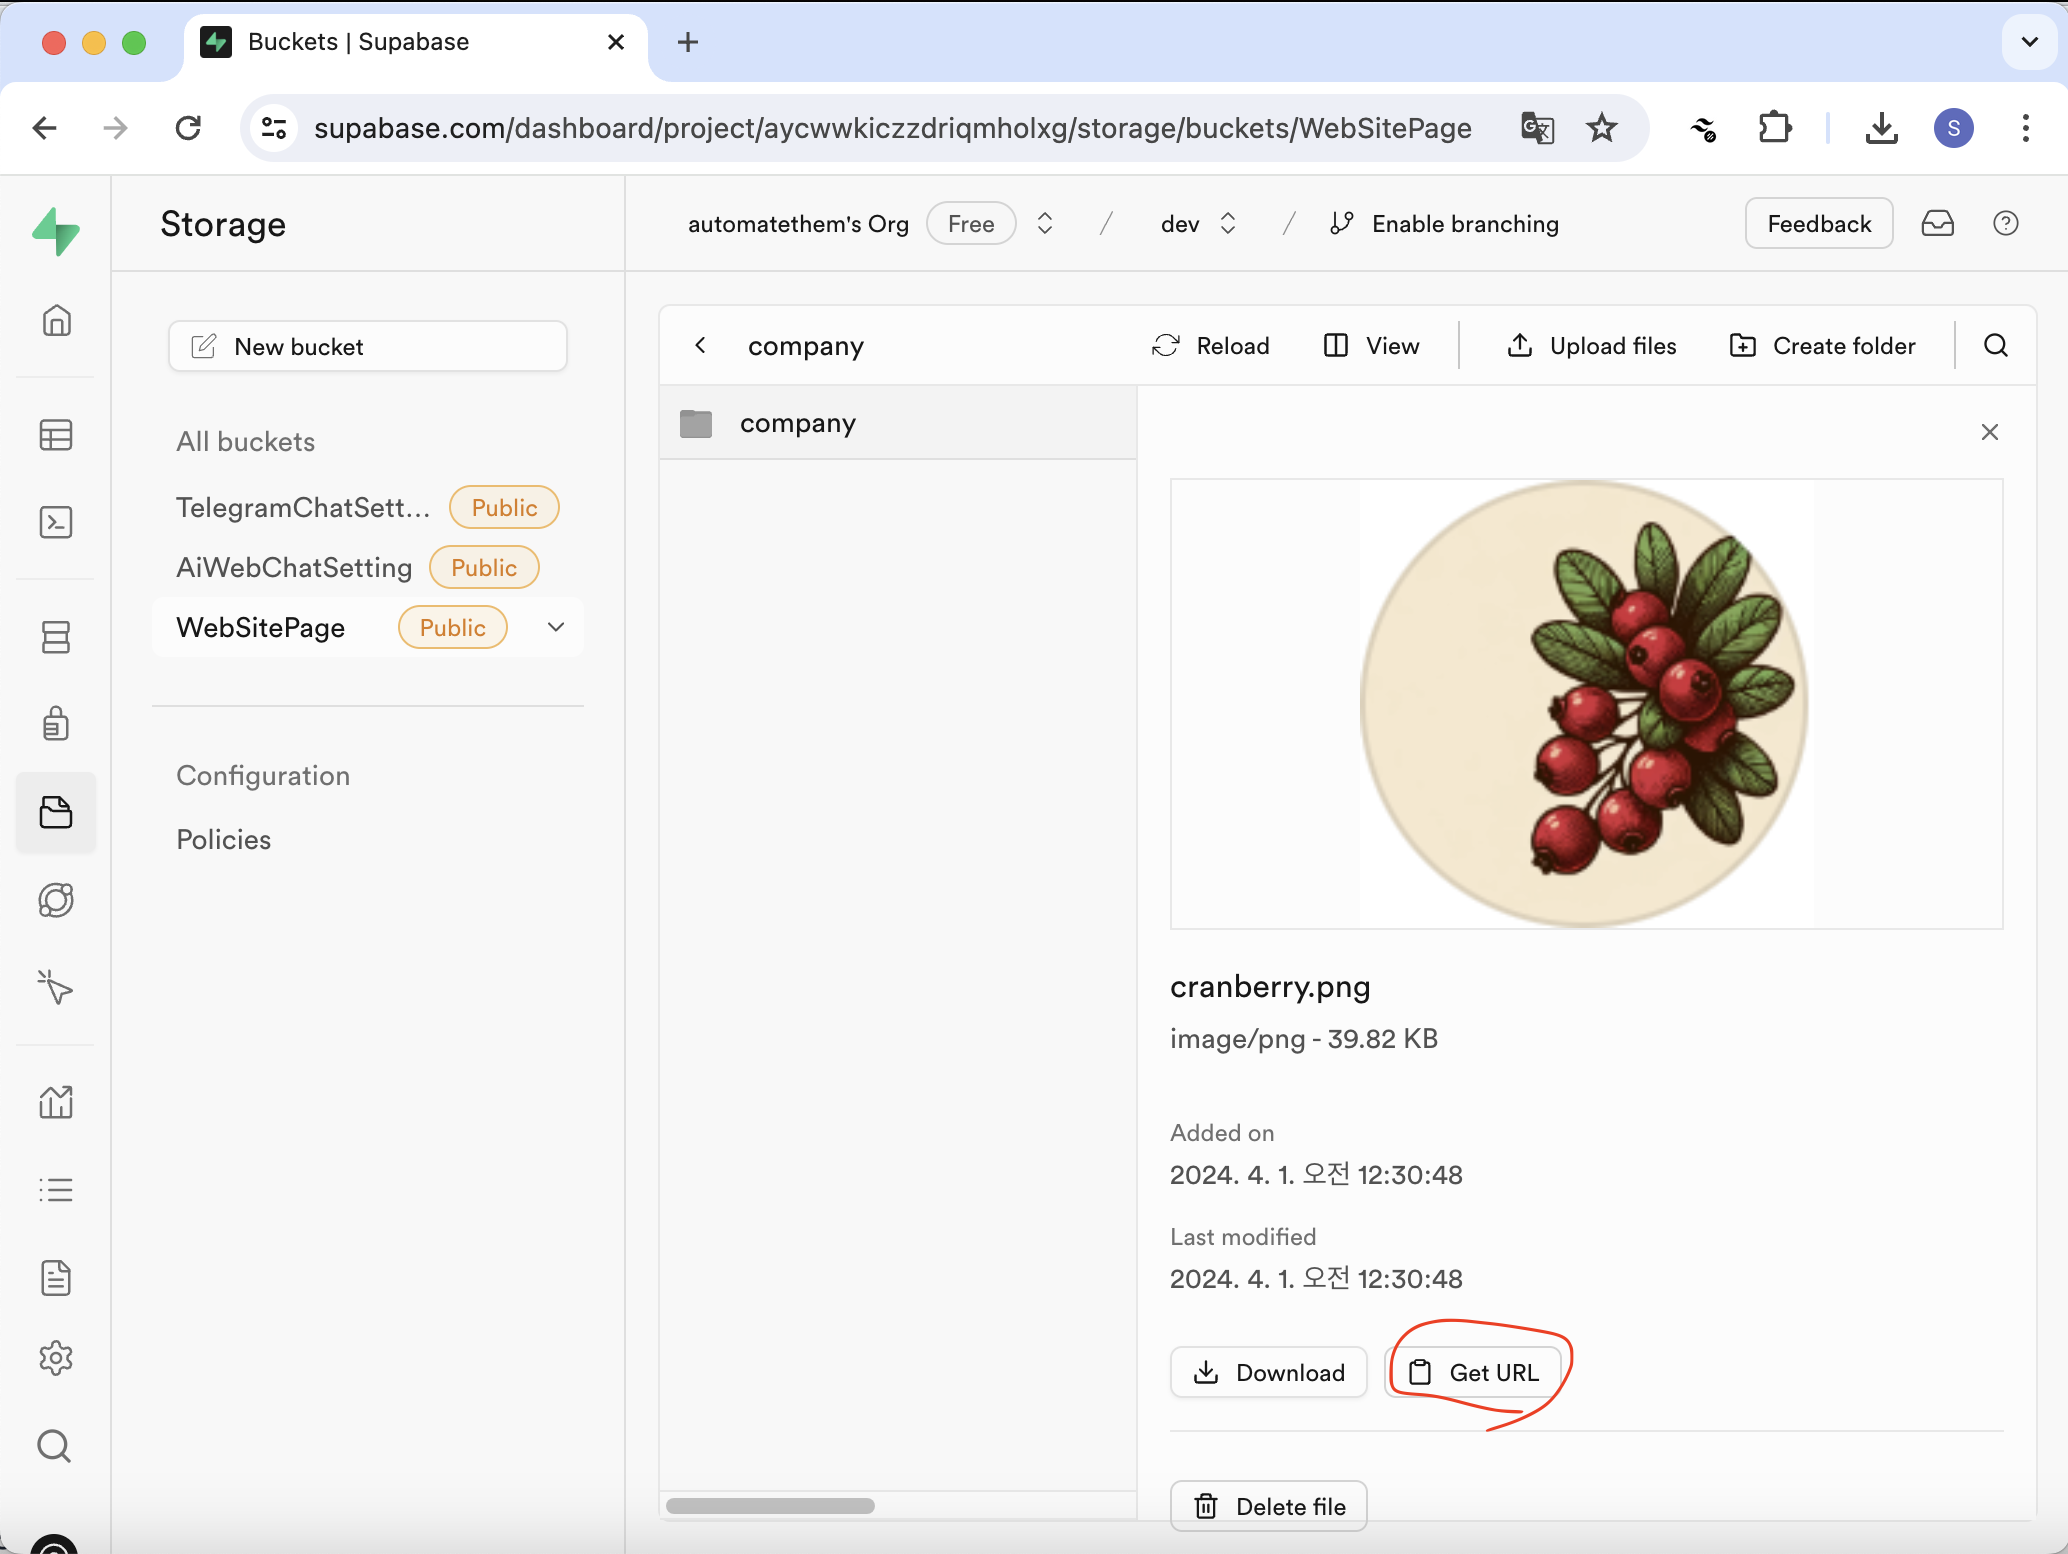 Buckets | Supabase
supabase.com/dashboard/project/aycwwkiczzdriqmholxg/storage/buckets/WebSitePage
S
Storage
automatethem's Org Free / dev / Enable branching
Feedback
New bucket
All buckets
TelegramChatSett... Public
AiWebChatSetting Public
WebSitePage Public
Configuration
Policies
company
Reload
View
Upload files
Create folder
company
cranberry.png
image/png - 39.82 KB
Added on
2024. 4. 1. 오전 12:30:48
Last modified
2024. 4. 1. 오전 12:30:48
Download
Get URL
Delete file